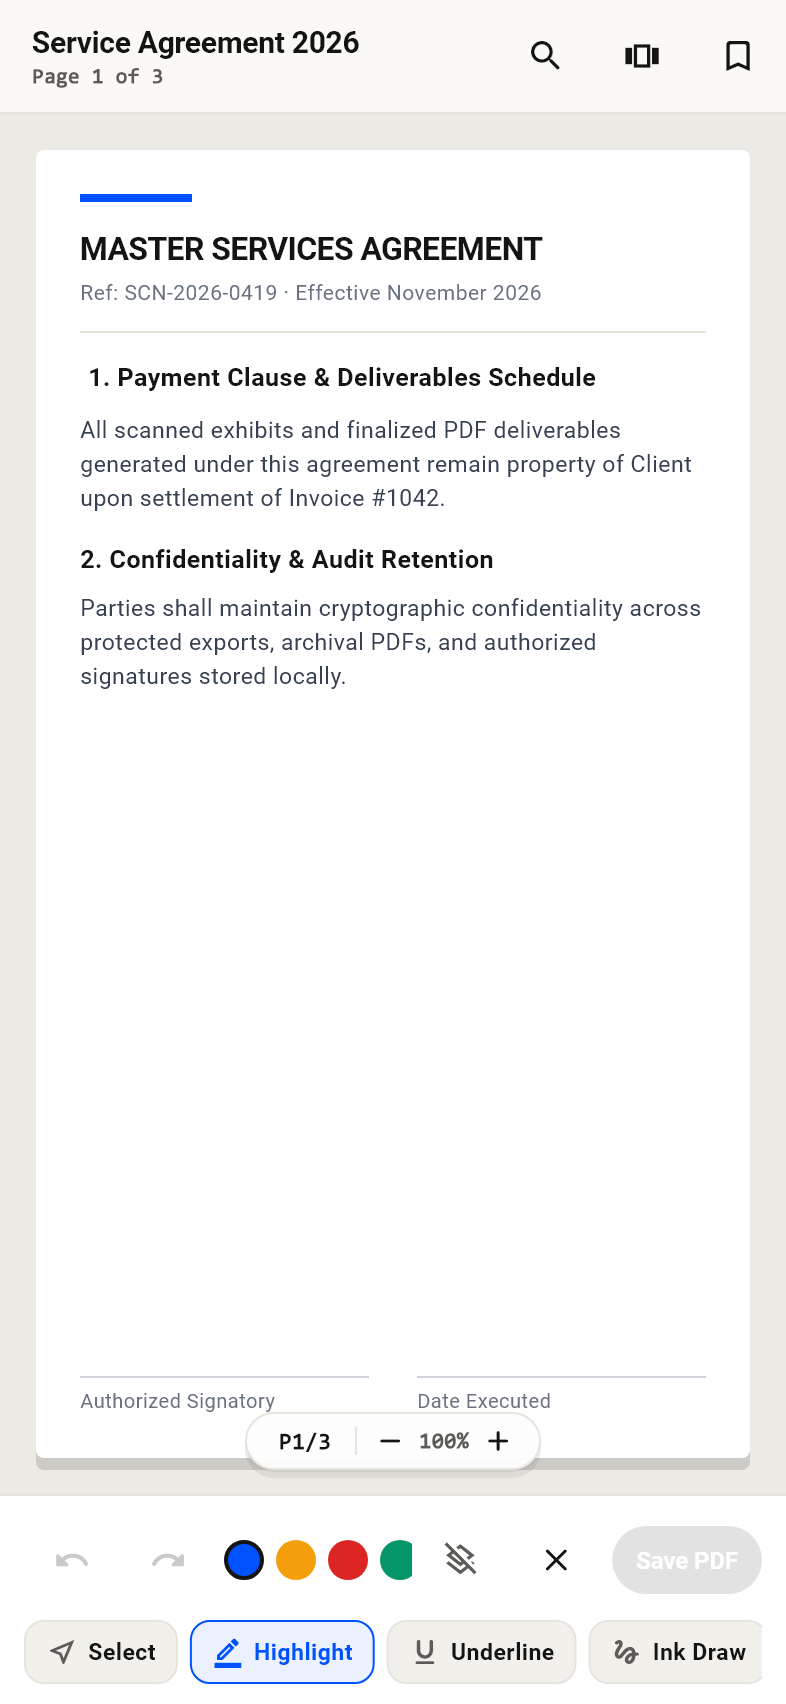 Service Agreement 2026
Page 1 of 3
MASTER SERVICES AGREEMENT
Ref: SCN-2026-0419 · Effective November 2026
1. Payment Clause & Deliverables Schedule
All scanned exhibits and finalized PDF deliverables
generated under this agreement remain property of Client
upon settlement of Invoice #1042.
2. Confidentiality & Audit Retention
Parties shall maintain cryptographic confidentiality across
protected exports, archival PDFs, and authorized
signatures stored locally.
Authorized Signatory
Date Executed
P1/3
100%
Save PDF
Select
Highlight
Underline
Ink Draw